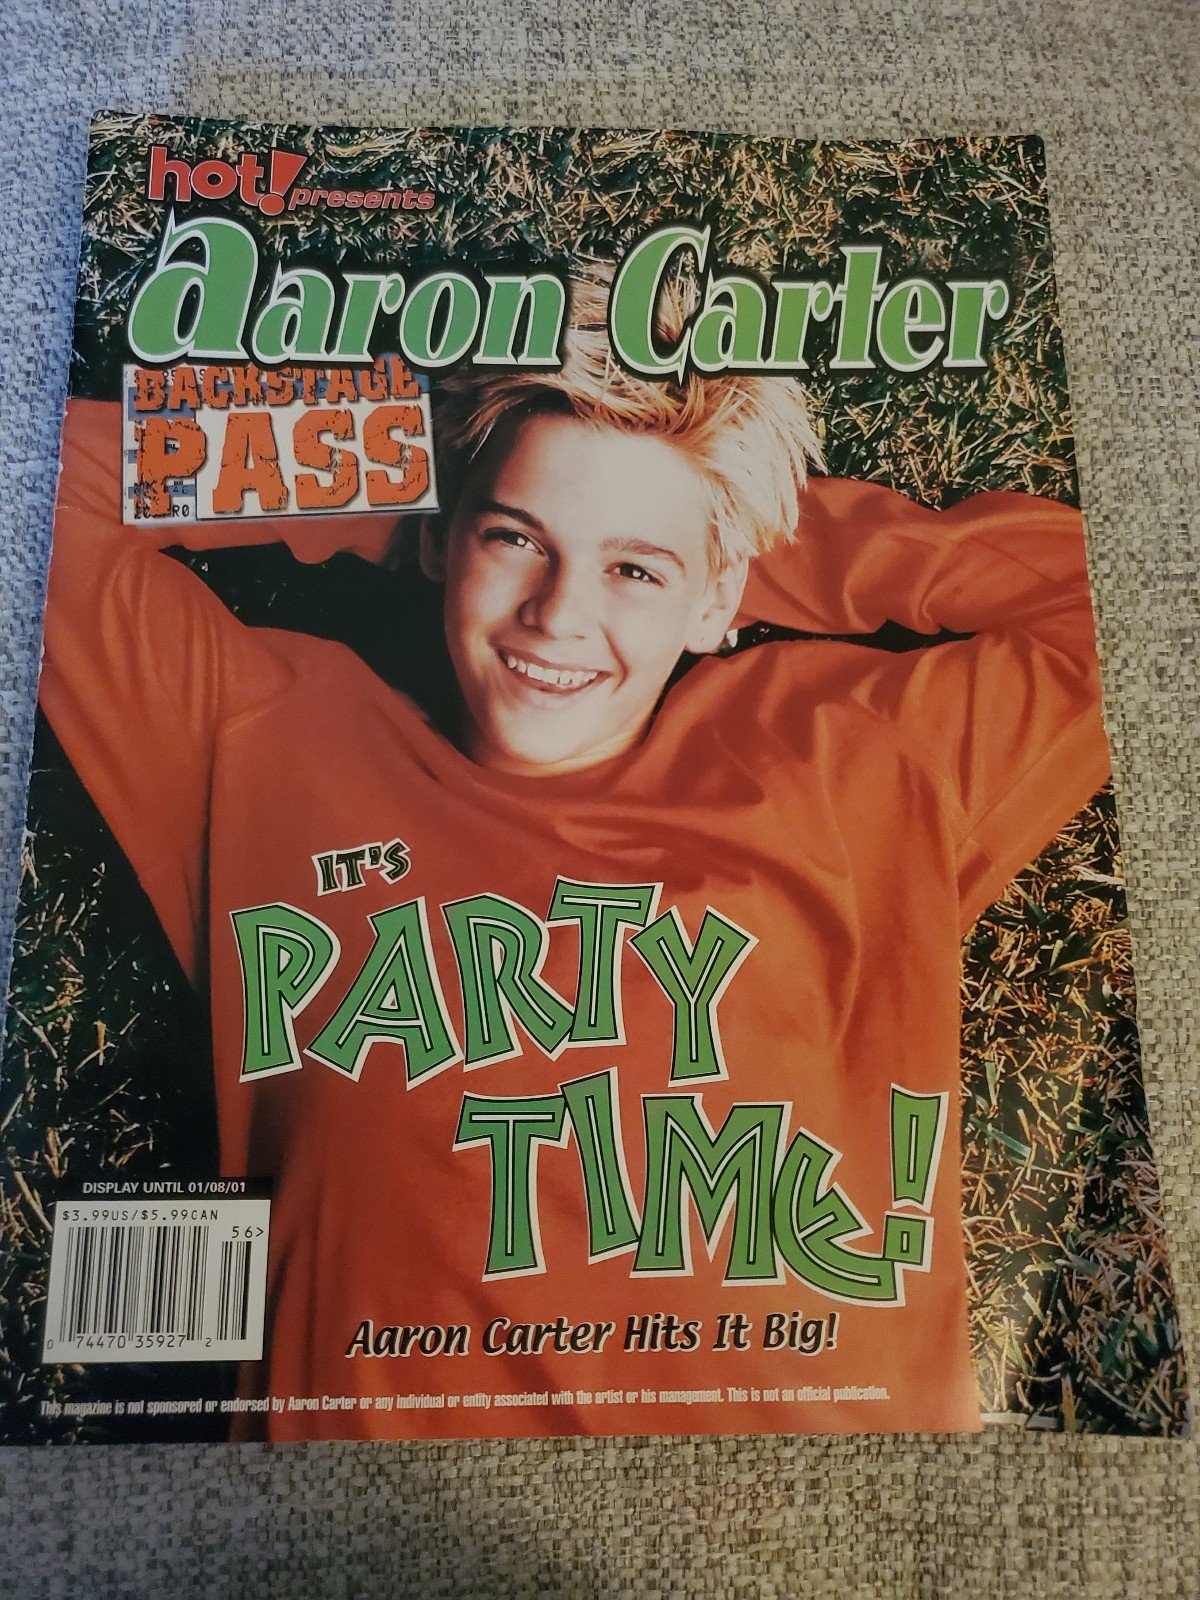 hot! presents
Aaron Carter
BACKSTAGE
PASS
IT'S
PARTY
TIME!
Aaron Carter Hits It Big!
DISPLAY UNTIL 01/08/01
$3.99US/$5.99CAN
56>
0 74470 35927 2
This magazine is not sponsored or endorsed by Aaron Carter or any individual or entity associated with the artist or his management. This is not an official publication.